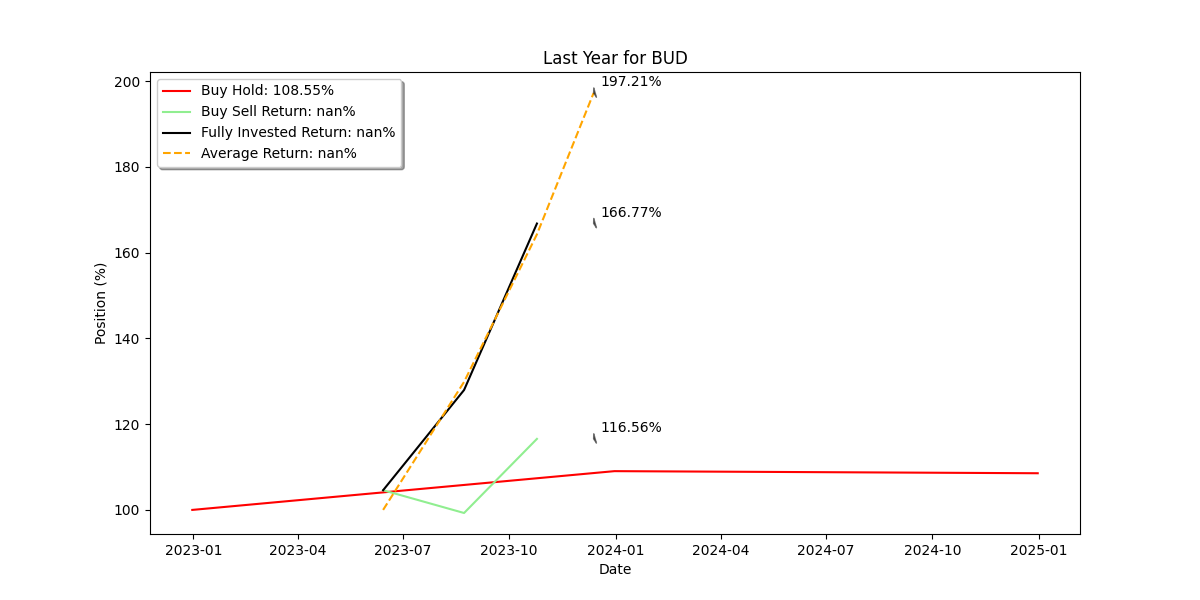 Last Year for BUD
Buy Hold: 108.55%
Buy Sell Return: nan%
Fully Invested Return: nan%
Average Return: nan%
197.21%
166.77%
116.56%
Position (%)
200
180
160
140
120
100
2023-01 2023-04 2023-07 2023-10 2024-01 2024-04 2024-07 2024-10 2025-01
Date